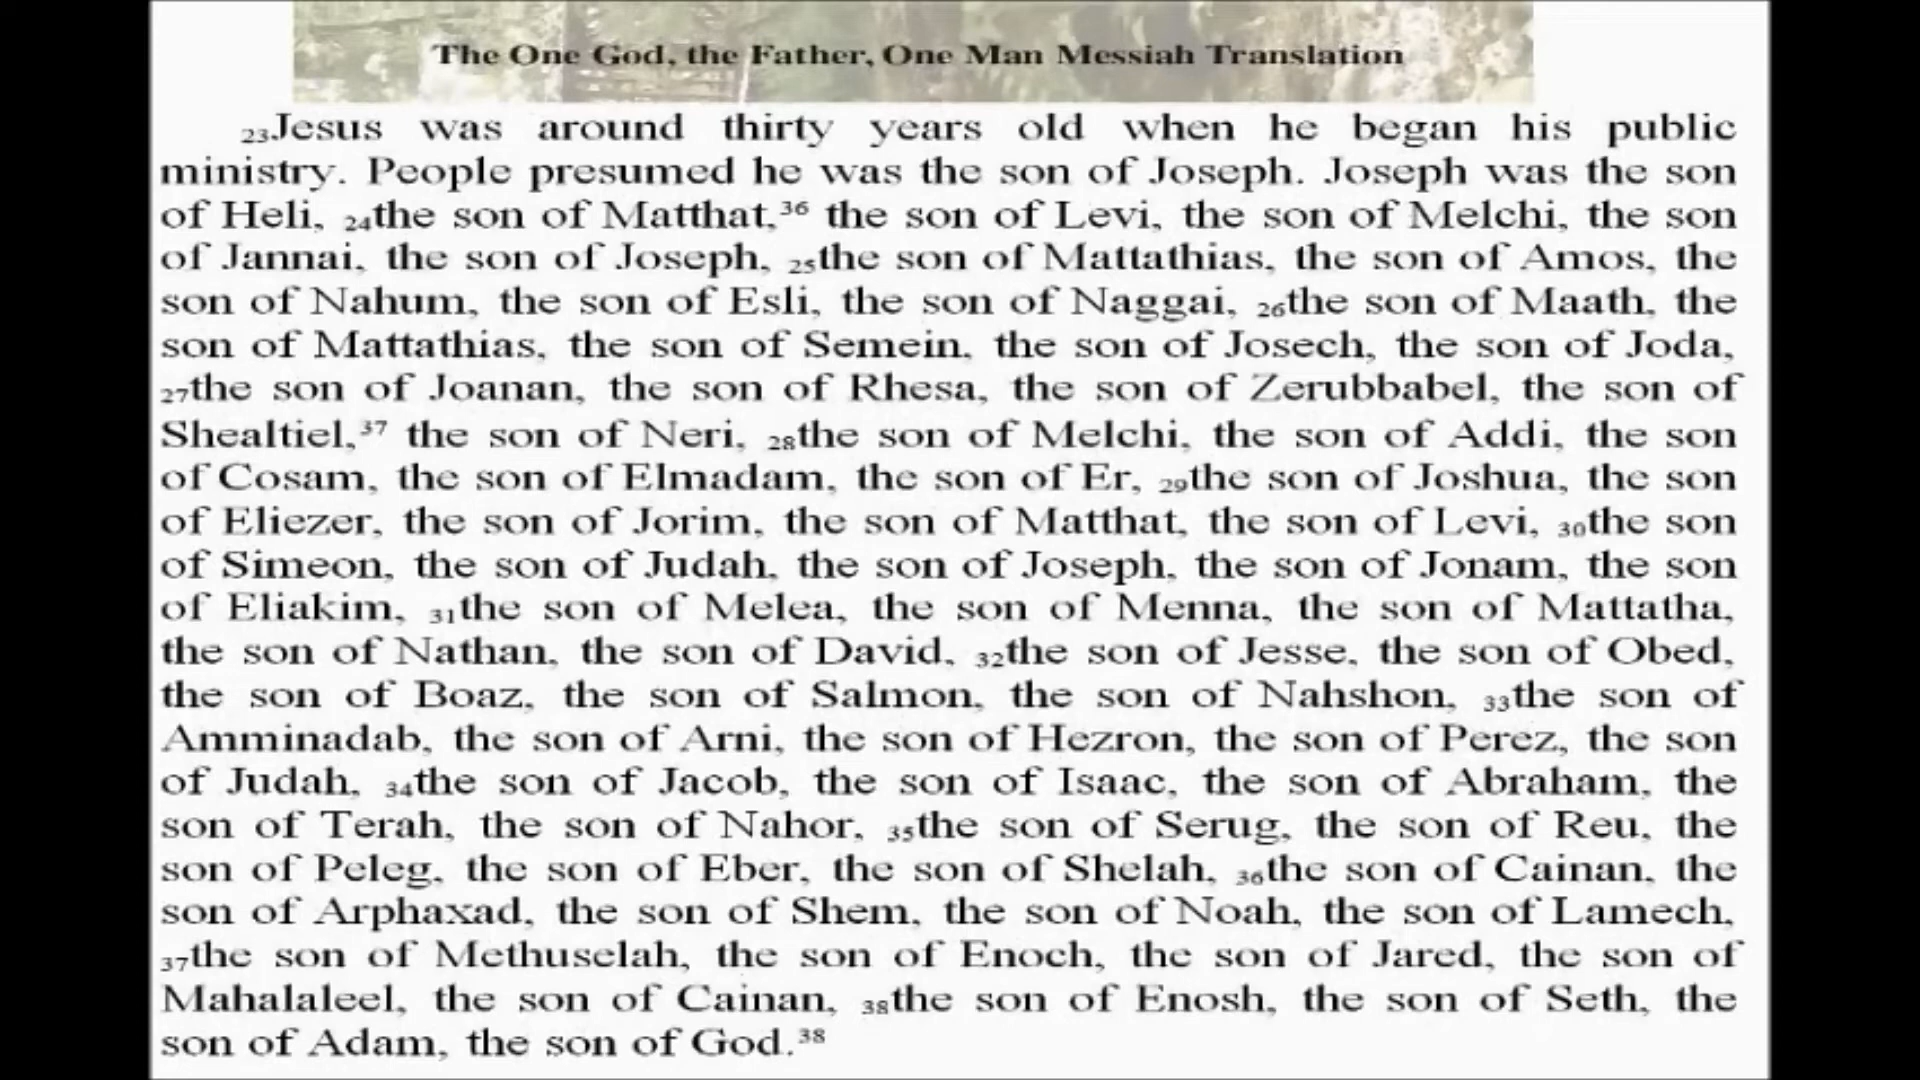 The One God, the Father, One Man Messiah Translation
23Jesus was around thirty years old when he began his public
ministry. People presumed he was the son of Joseph. Joseph was the son
of Heli, 24the son of Matthat,36 the son of Levi, the son of Melchi, the son
of Jannai, the son of Joseph, 25the son of Mattathias, the son of Amos, the
son of Nahum, the son of Esli, the son of Naggai, 26the son of Maath, the
son of Mattathias, the son of Semein, the son of Josech, the son of Joda,
27the son of Joanan, the son of Rhesa, the son of Zerubbabel, the son of
Shealtiel,37 the son of Neri, 28the son of Melchi, the son of Addi, the son
of Cosam, the son of Elmadam, the son of Er, 29the son of Joshua, the son
of Eliezer, the son of Jorim, the son of Matthat, the son of Levi, 30the son
of Simeon, the son of Judah, the son of Joseph, the son of Jonam, the son
of Eliakim, 31the son of Melea, the son of Menna, the son of Mattatha,
the son of Nathan, the son of David, 32the son of Jesse, the son of Obed,
the son of Boaz, the son of Salmon, the son of Nahshon, 33the son of
Amminadab, the son of Arni, the son of Hezron, the son of Perez, the son
of Judah, 34the son of Jacob, the son of Isaac, the son of Abraham, the
son of Terah, the son of Nahor, 35the son of Serug, the son of Reu, the
son of Peleg, the son of Eber, the son of Shelah, 36the son of Cainan, the
son of Arphaxad, the son of Shem, the son of Noah, the son of Lamech,
37the son of Methuselah, the son of Enoch, the son of Jared, the son of
Mahalaleel, the son of Cainan, 38the son of Enosh, the son of Seth, the
son of Adam, the son of God.38